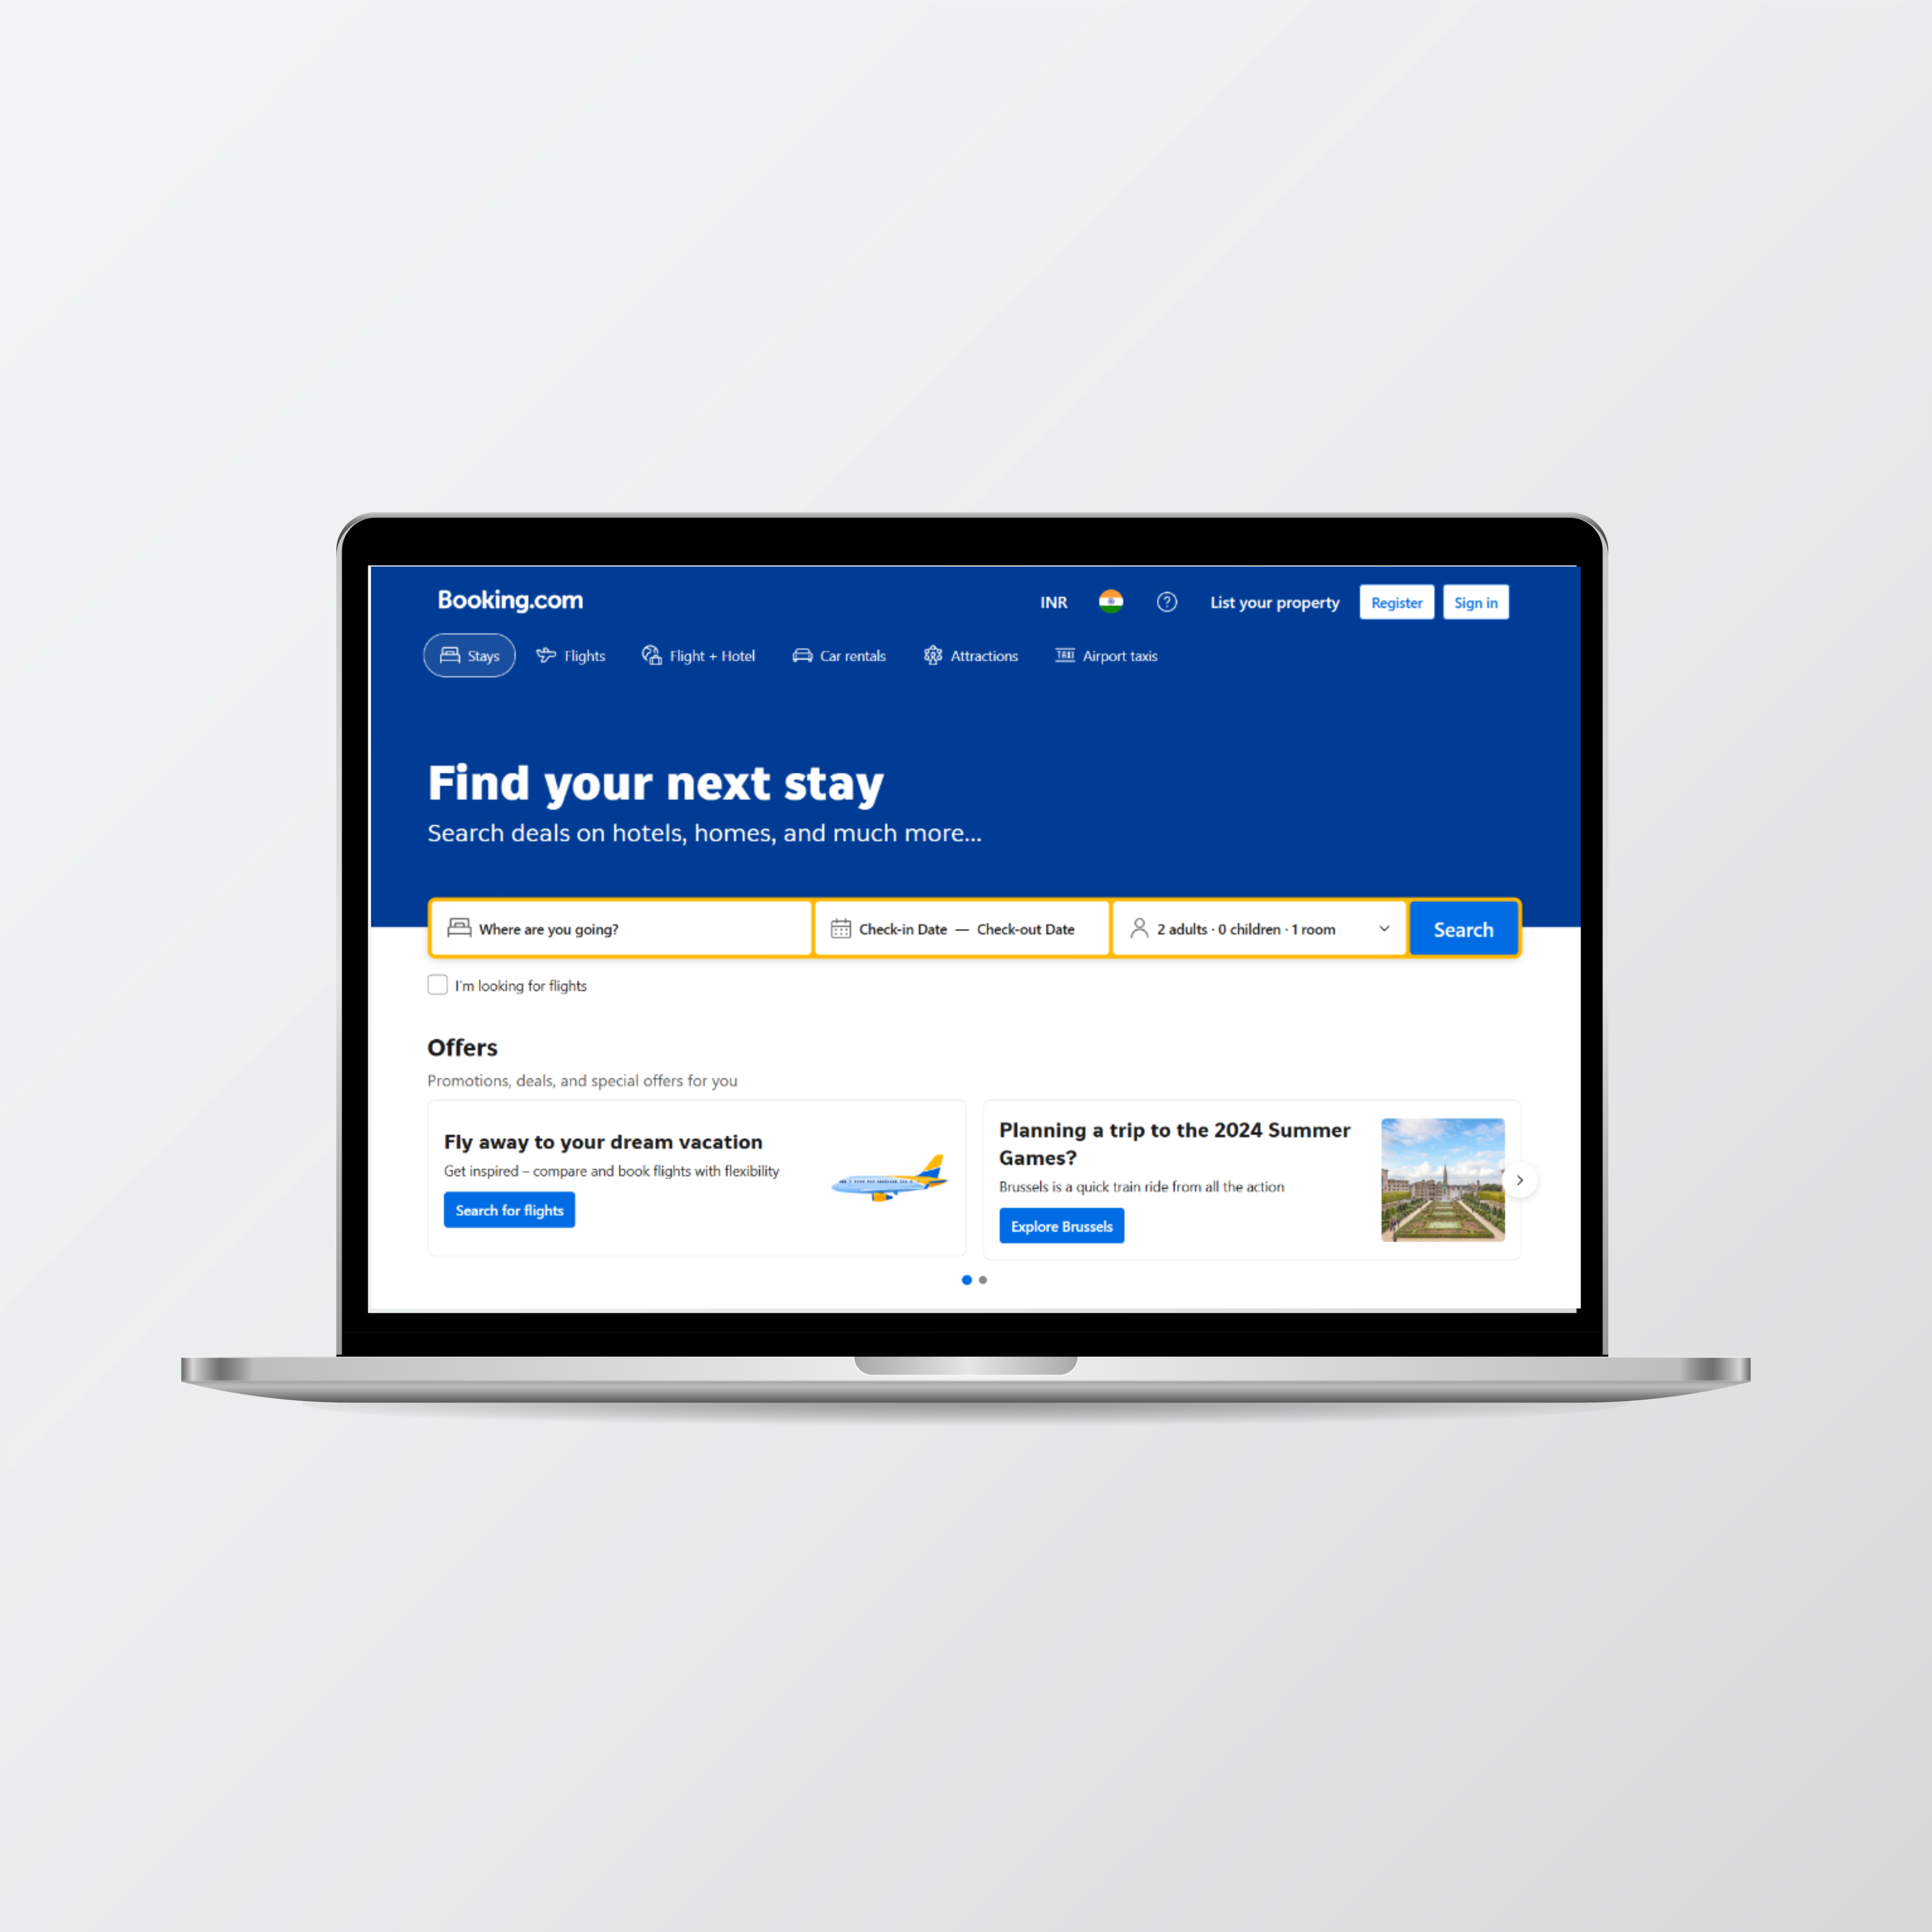 Booking.com
INR
List your property
Register
Sign in
Stays
Flights
Flight + Hotel
Car rentals
Attractions
TAXI
Airport taxis
Find your next stay
Search deals on hotels, homes, and much more...
Where are you going?
Check-in Date — Check-out Date
2 adults · 0 children · 1 room
Search
I'm looking for flights
Offers
Promotions, deals, and special offers for you
Fly away to your dream vacation
Get inspired – compare and book flights with flexibility
Search for flights
Planning a trip to the 2024 Summer
Games?
Brussels is a quick train ride from all the action
Explore Brussels